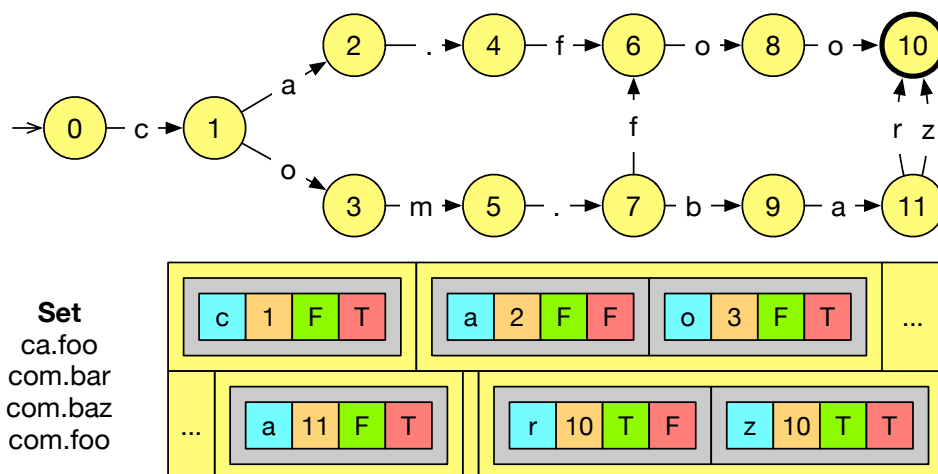 2 . 4 f 6 o 8 o 10
a
0 c 1 f r z
o
3 m 5 . 7 b 9 a 11
Set
ca.foo
com.bar
com.baz
com.foo
c 1 F T a 2 F F o 3 F T ...
... a 11 F T r 10 T F z 10 T T